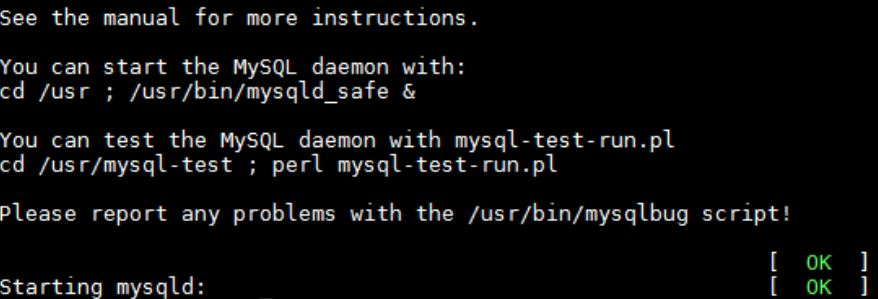 See the manual for more instructions.
You can start the MySQL daemon with:
cd /usr ; /usr/bin/mysqld_safe &
You can test the MySQL daemon with mysql-test-run.pl
cd /usr/mysql-test ; perl mysql-test-run.pl
Please report any problems with the /usr/bin/mysqlbug script!
[  OK  ]
Starting mysqld:  [  OK  ]